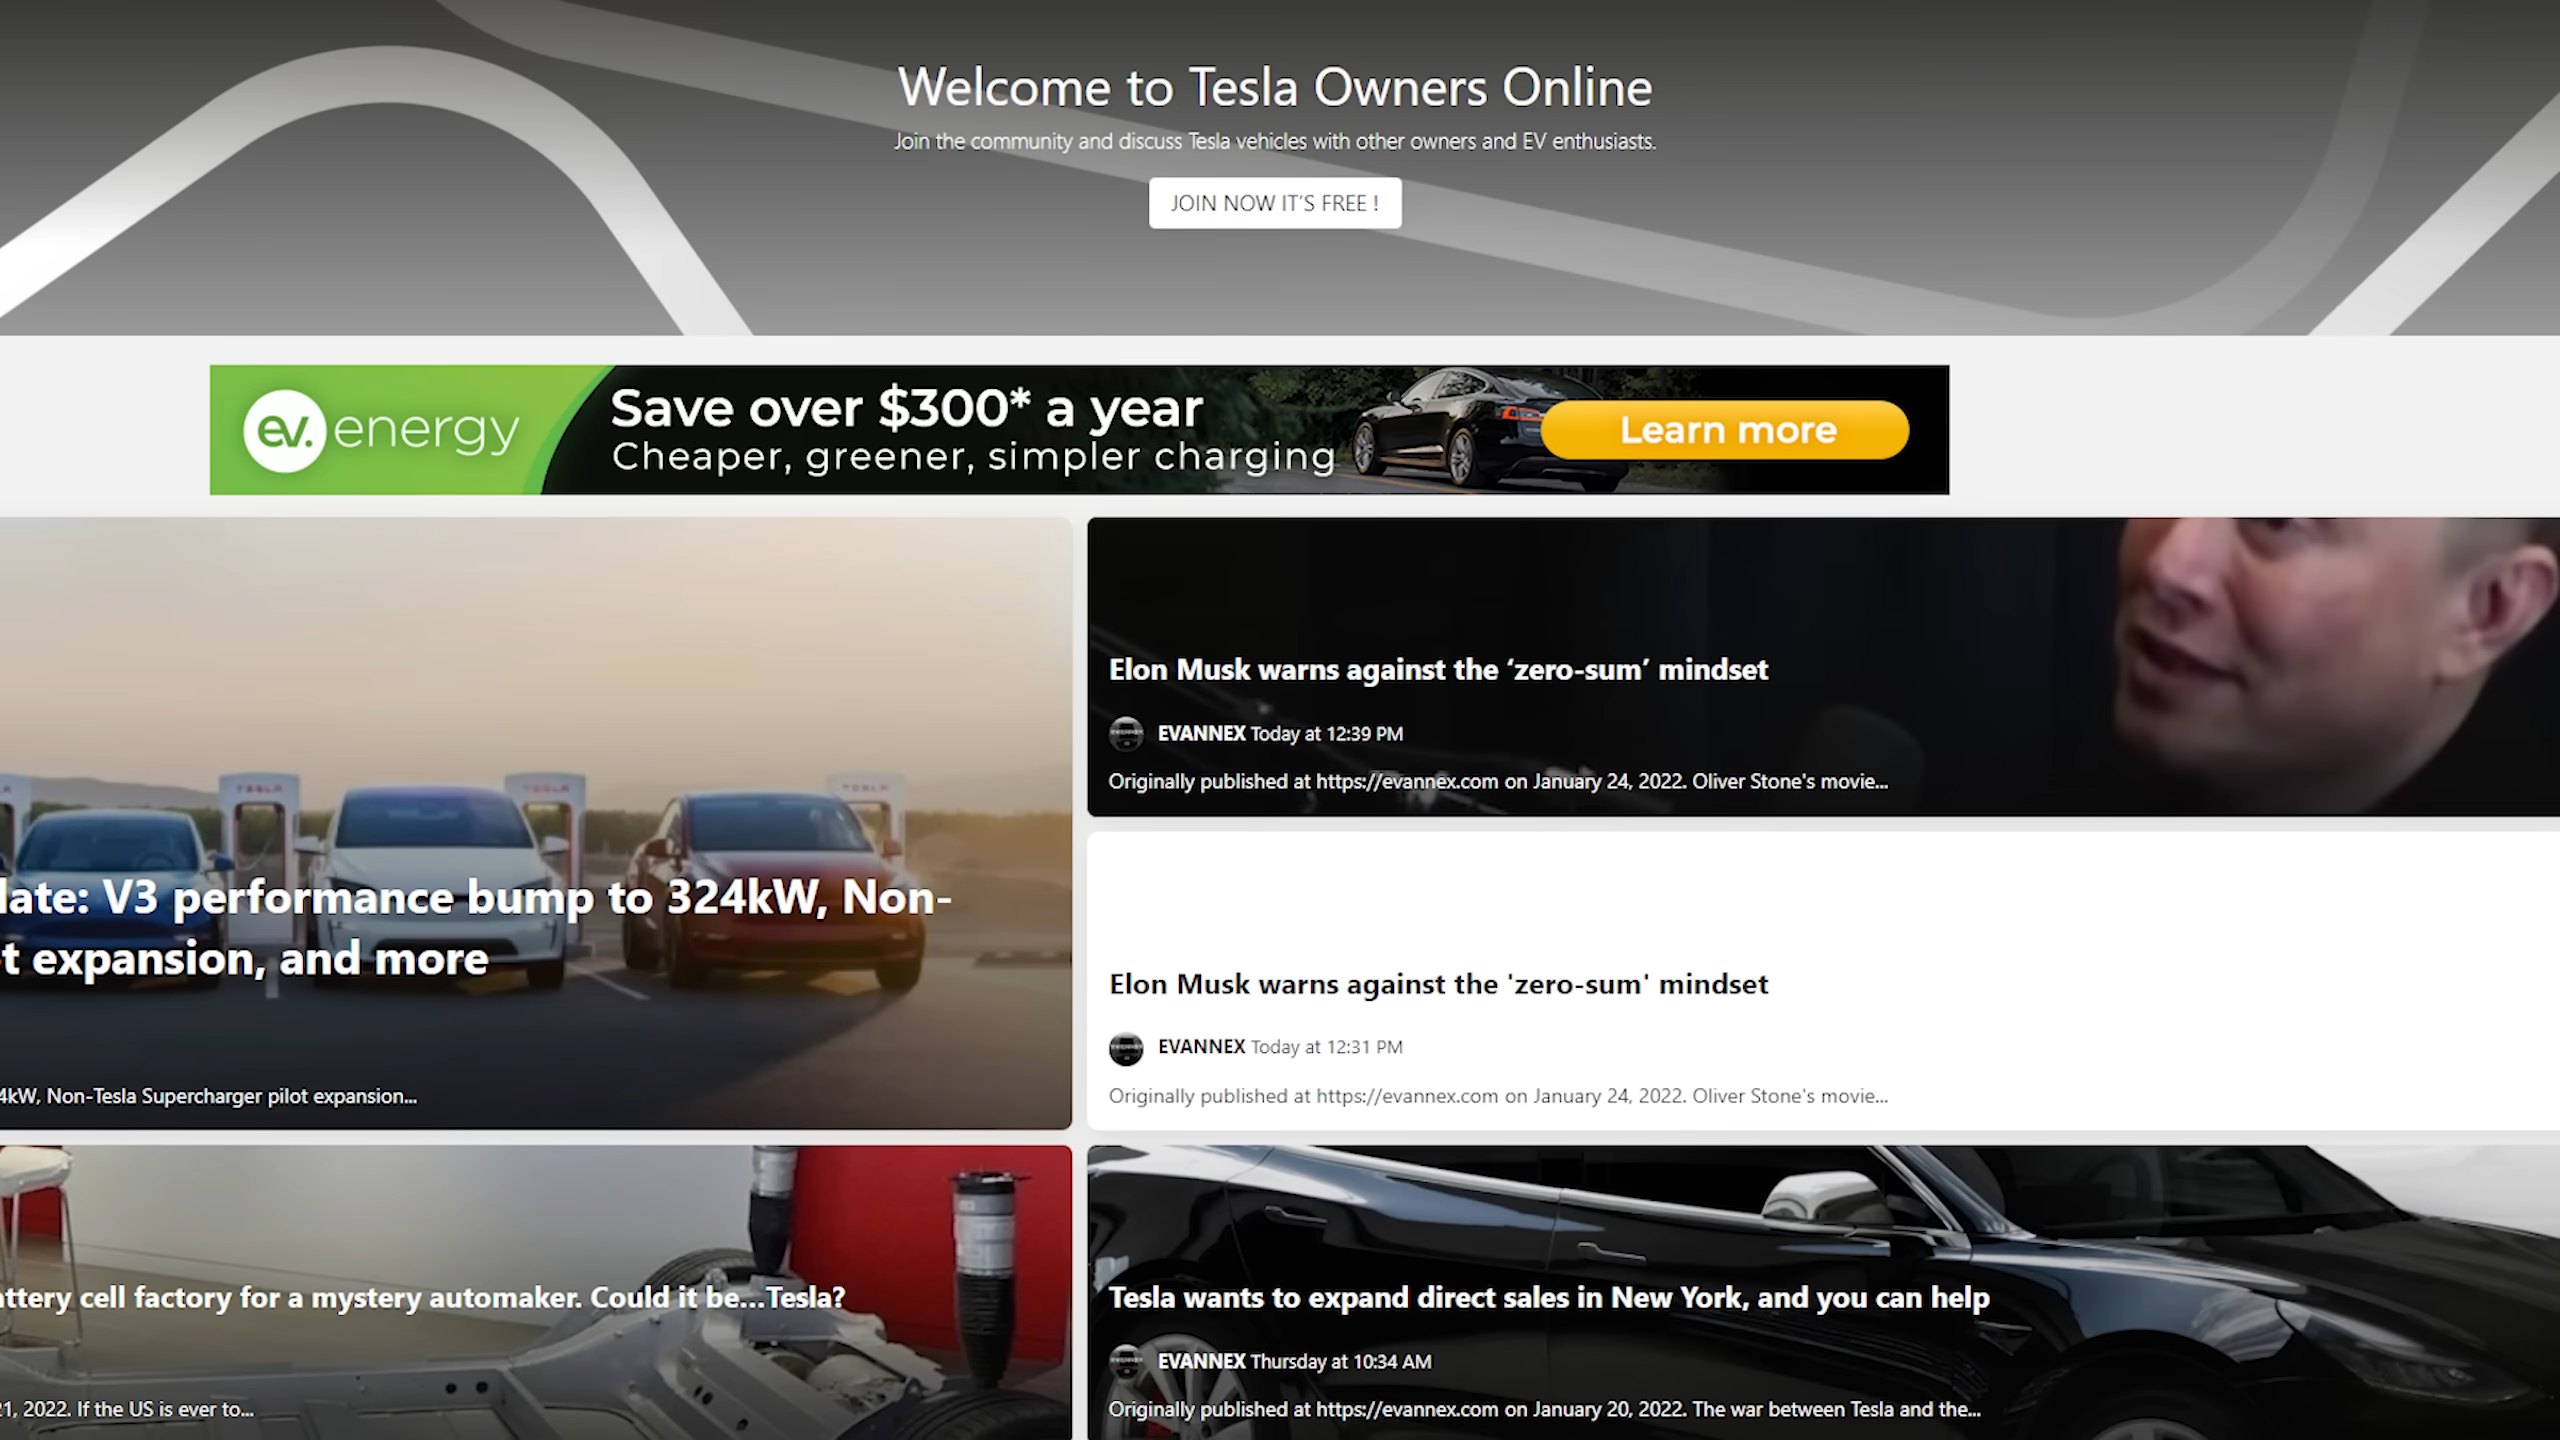 Welcome to Tesla Owners Online
Join the community and discuss Tesla vehicles with other owners and EV enthusiasts.
JOIN NOW IT'S FREE !
ev.energy
Save over $300* a year
Cheaper, greener, simpler charging
Learn more
TESLA
TESLA
TESLA
late: V3 performance bump to 324kW, Non-
t expansion, and more
4kW, Non-Tesla Supercharger pilot expansion...
Elon Musk warns against the ‘zero-sum’ mindset
EVANNEX Today at 12:39 PM
Originally published at https://evannex.com on January 24, 2022. Oliver Stone's movie...
Elon Musk warns against the 'zero-sum' mindset
EVANNEX Today at 12:31 PM
Originally published at https://evannex.com on January 24, 2022. Oliver Stone's movie...
attery cell factory for a mystery automaker. Could it be...Tesla?
21, 2022. If the US is ever to...
Tesla wants to expand direct sales in New York, and you can help
EVANNEX Thursday at 10:34 AM
Originally published at https://evannex.com on January 20, 2022. The war between Tesla and the...